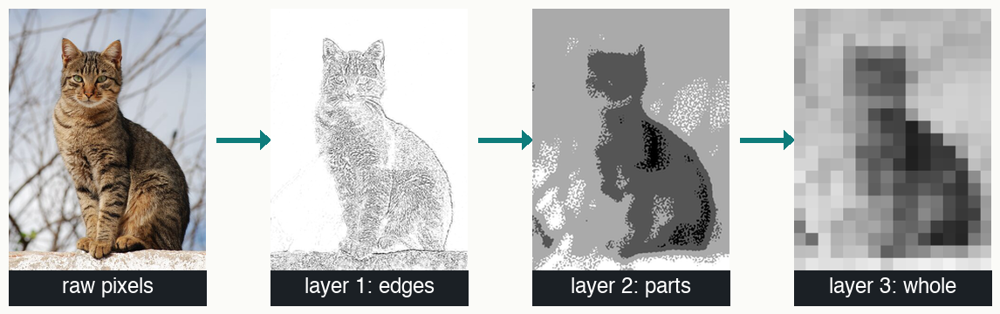 raw pixels
layer 1: edges
layer 2: parts
layer 3: whole